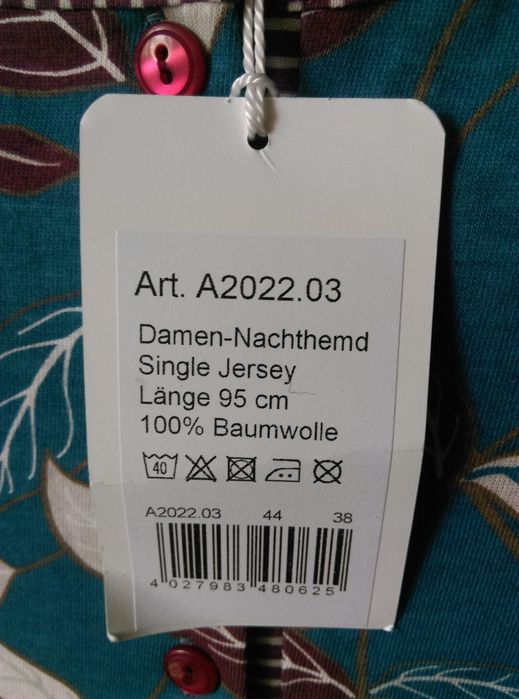 Art. A2022.03
Damen-Nachthemd
Single Jersey
Länge 95 cm
100% Baumwolle
40
A2022.03 44 38
4 027983 480625